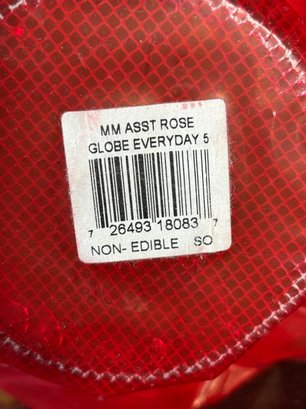 MM ASST ROSE
GLOBE EVERYDAY 5
7 26493 18083 7
NON- EDIBLE SO